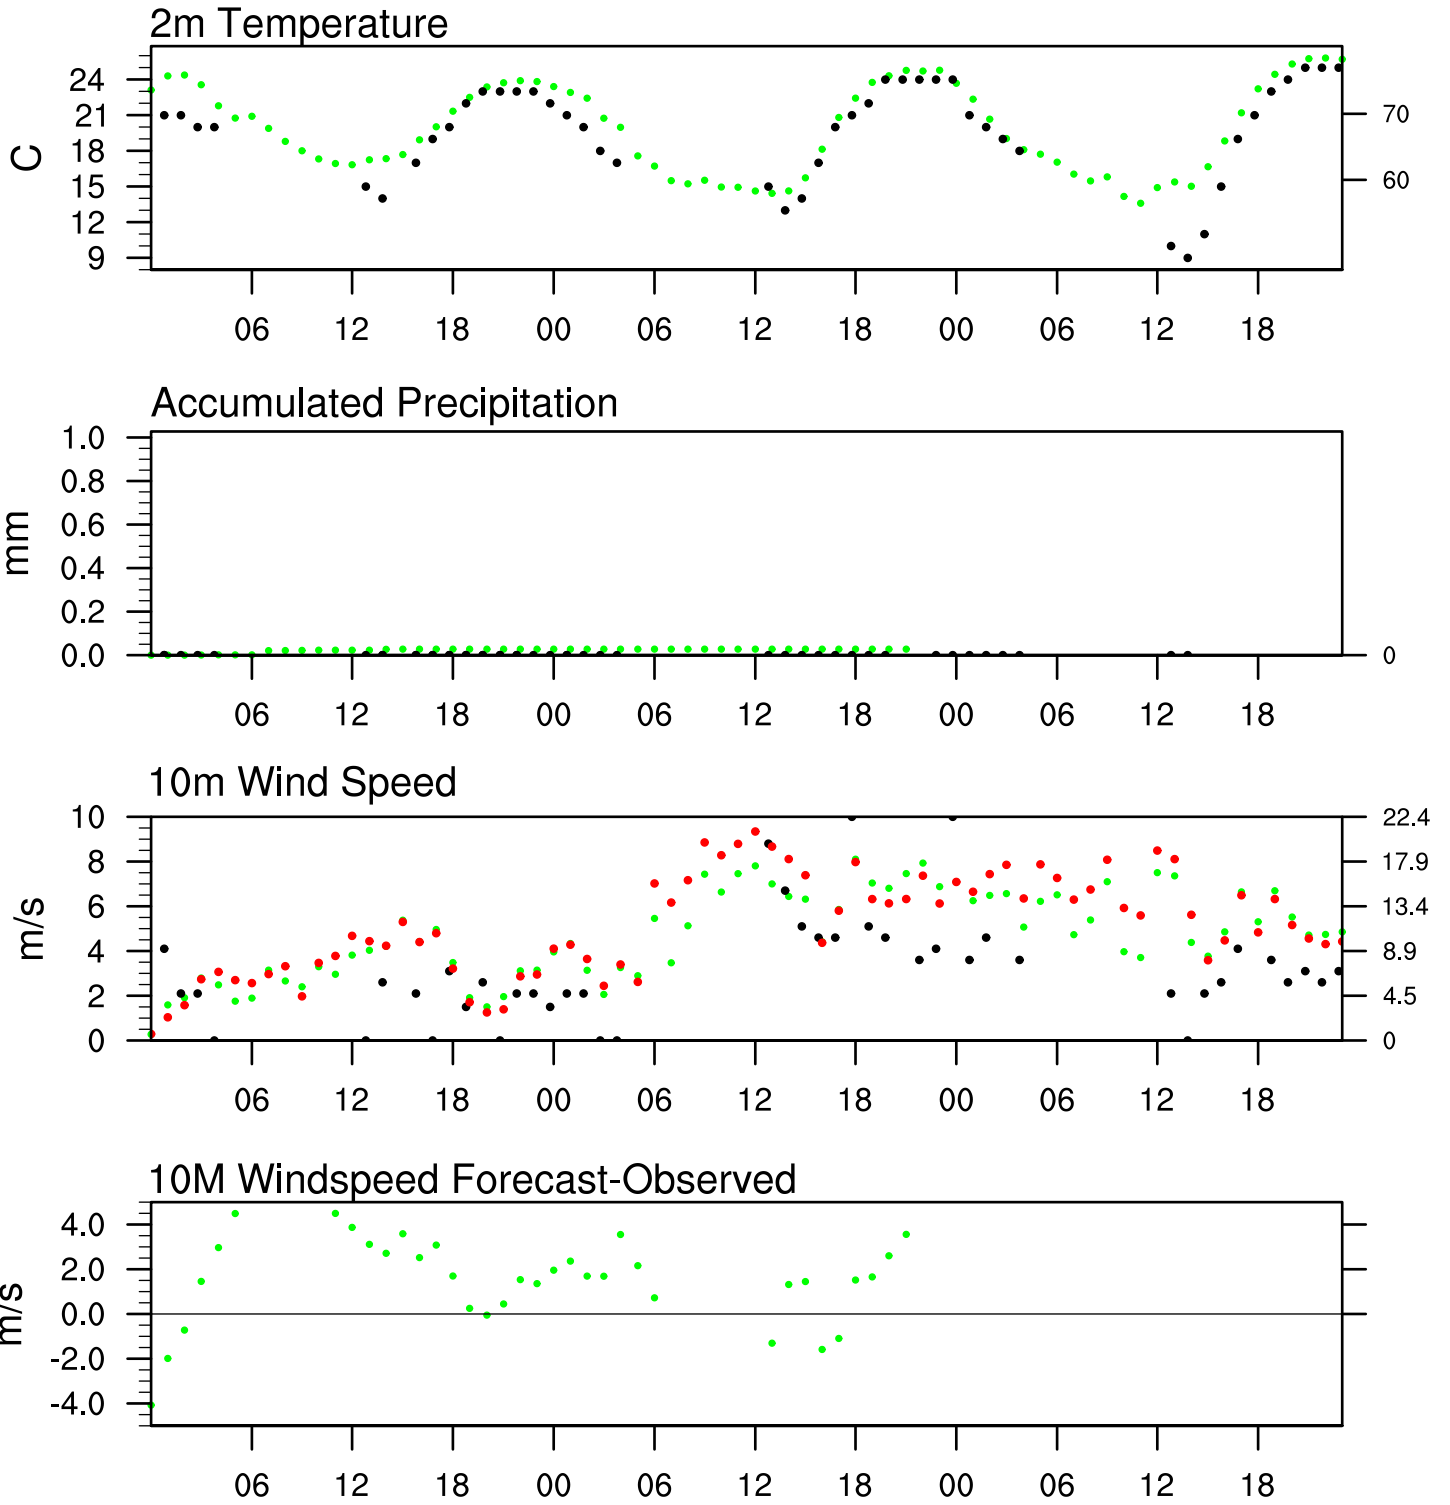 2m Temperature
24
21
18
15
12
9
C
70
60
06 12 18 00 06 12 18 00 06 12 18
Accumulated Precipitation
1.0
0.8
0.6
0.4
0.2
0.0
mm
0
06 12 18 00 06 12 18 00 06 12 18
10m Wind Speed
10
8
6
4
2
0
m/s
22.4
17.9
13.4
8.9
4.5
0
06 12 18 00 06 12 18 00 06 12 18
10M Windspeed Forecast-Observed
4.0
2.0
0.0
-2.0
-4.0
m/s
06 12 18 00 06 12 18 00 06 12 18